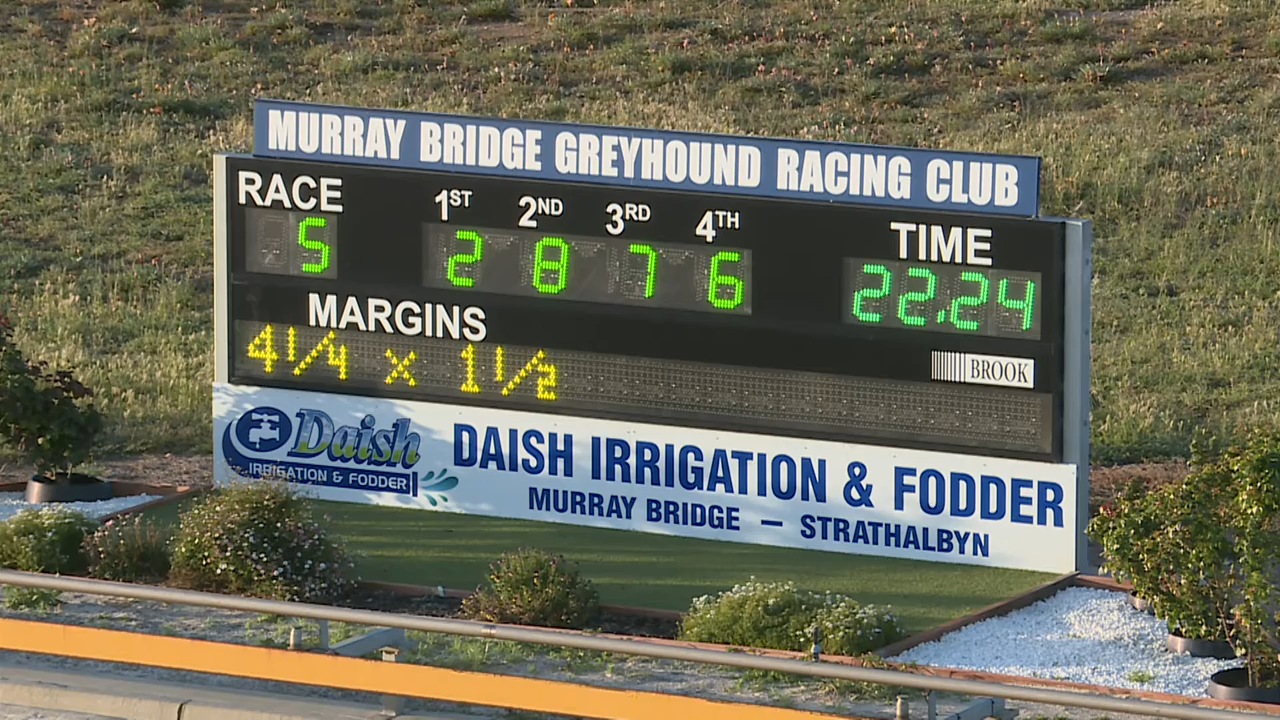 MURRAY BRIDGE GREYHOUND RACING CLUB
RACE 1ST 2ND 3RD 4TH TIME
5 2 8 7 6 22.24
MARGINS
4 1/4 x 1 1/2
BROOK
Daish
IRRIGATION & FODDER
DAISH IRRIGATION & FODDER
MURRAY BRIDGE – STRATHALBYN